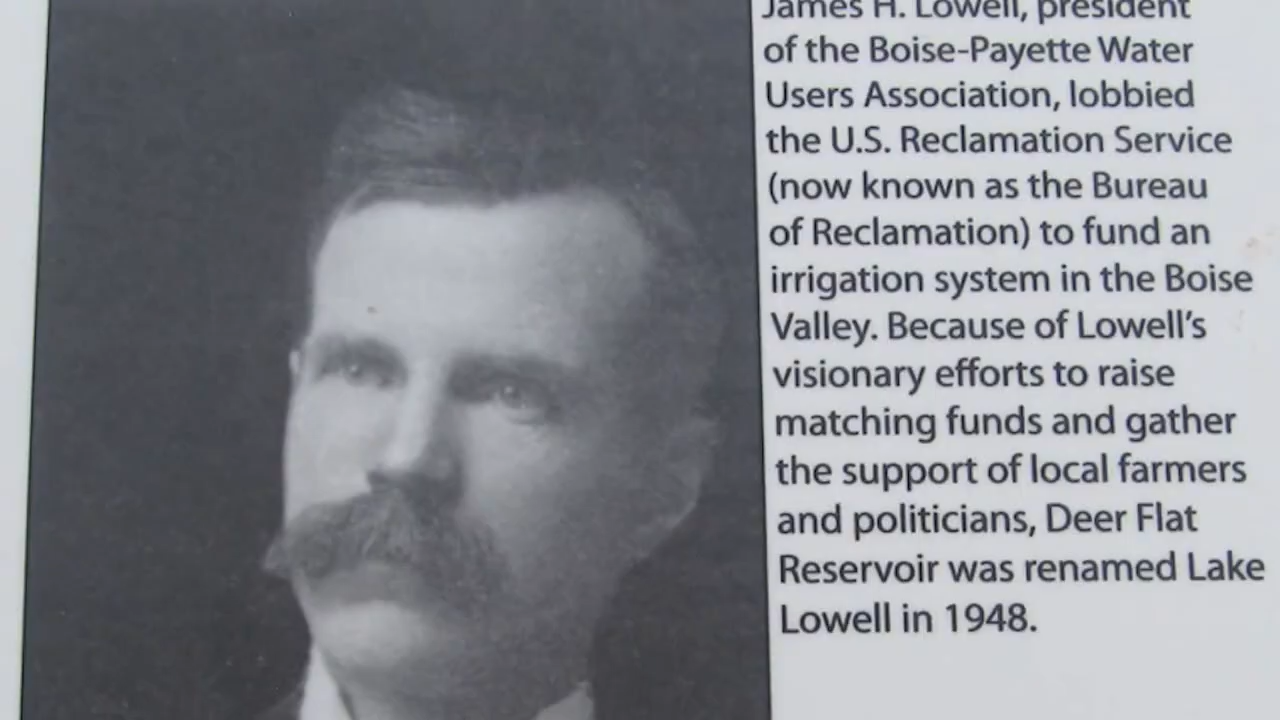 James H. Lowell, president
of the Boise-Payette Water
Users Association, lobbied
the U.S. Reclamation Service
(now known as the Bureau
of Reclamation) to fund an
irrigation system in the Boise
Valley. Because of Lowell's
visionary efforts to raise
matching funds and gather
the support of local farmers
and politicians, Deer Flat
Reservoir was renamed Lake
Lowell in 1948.